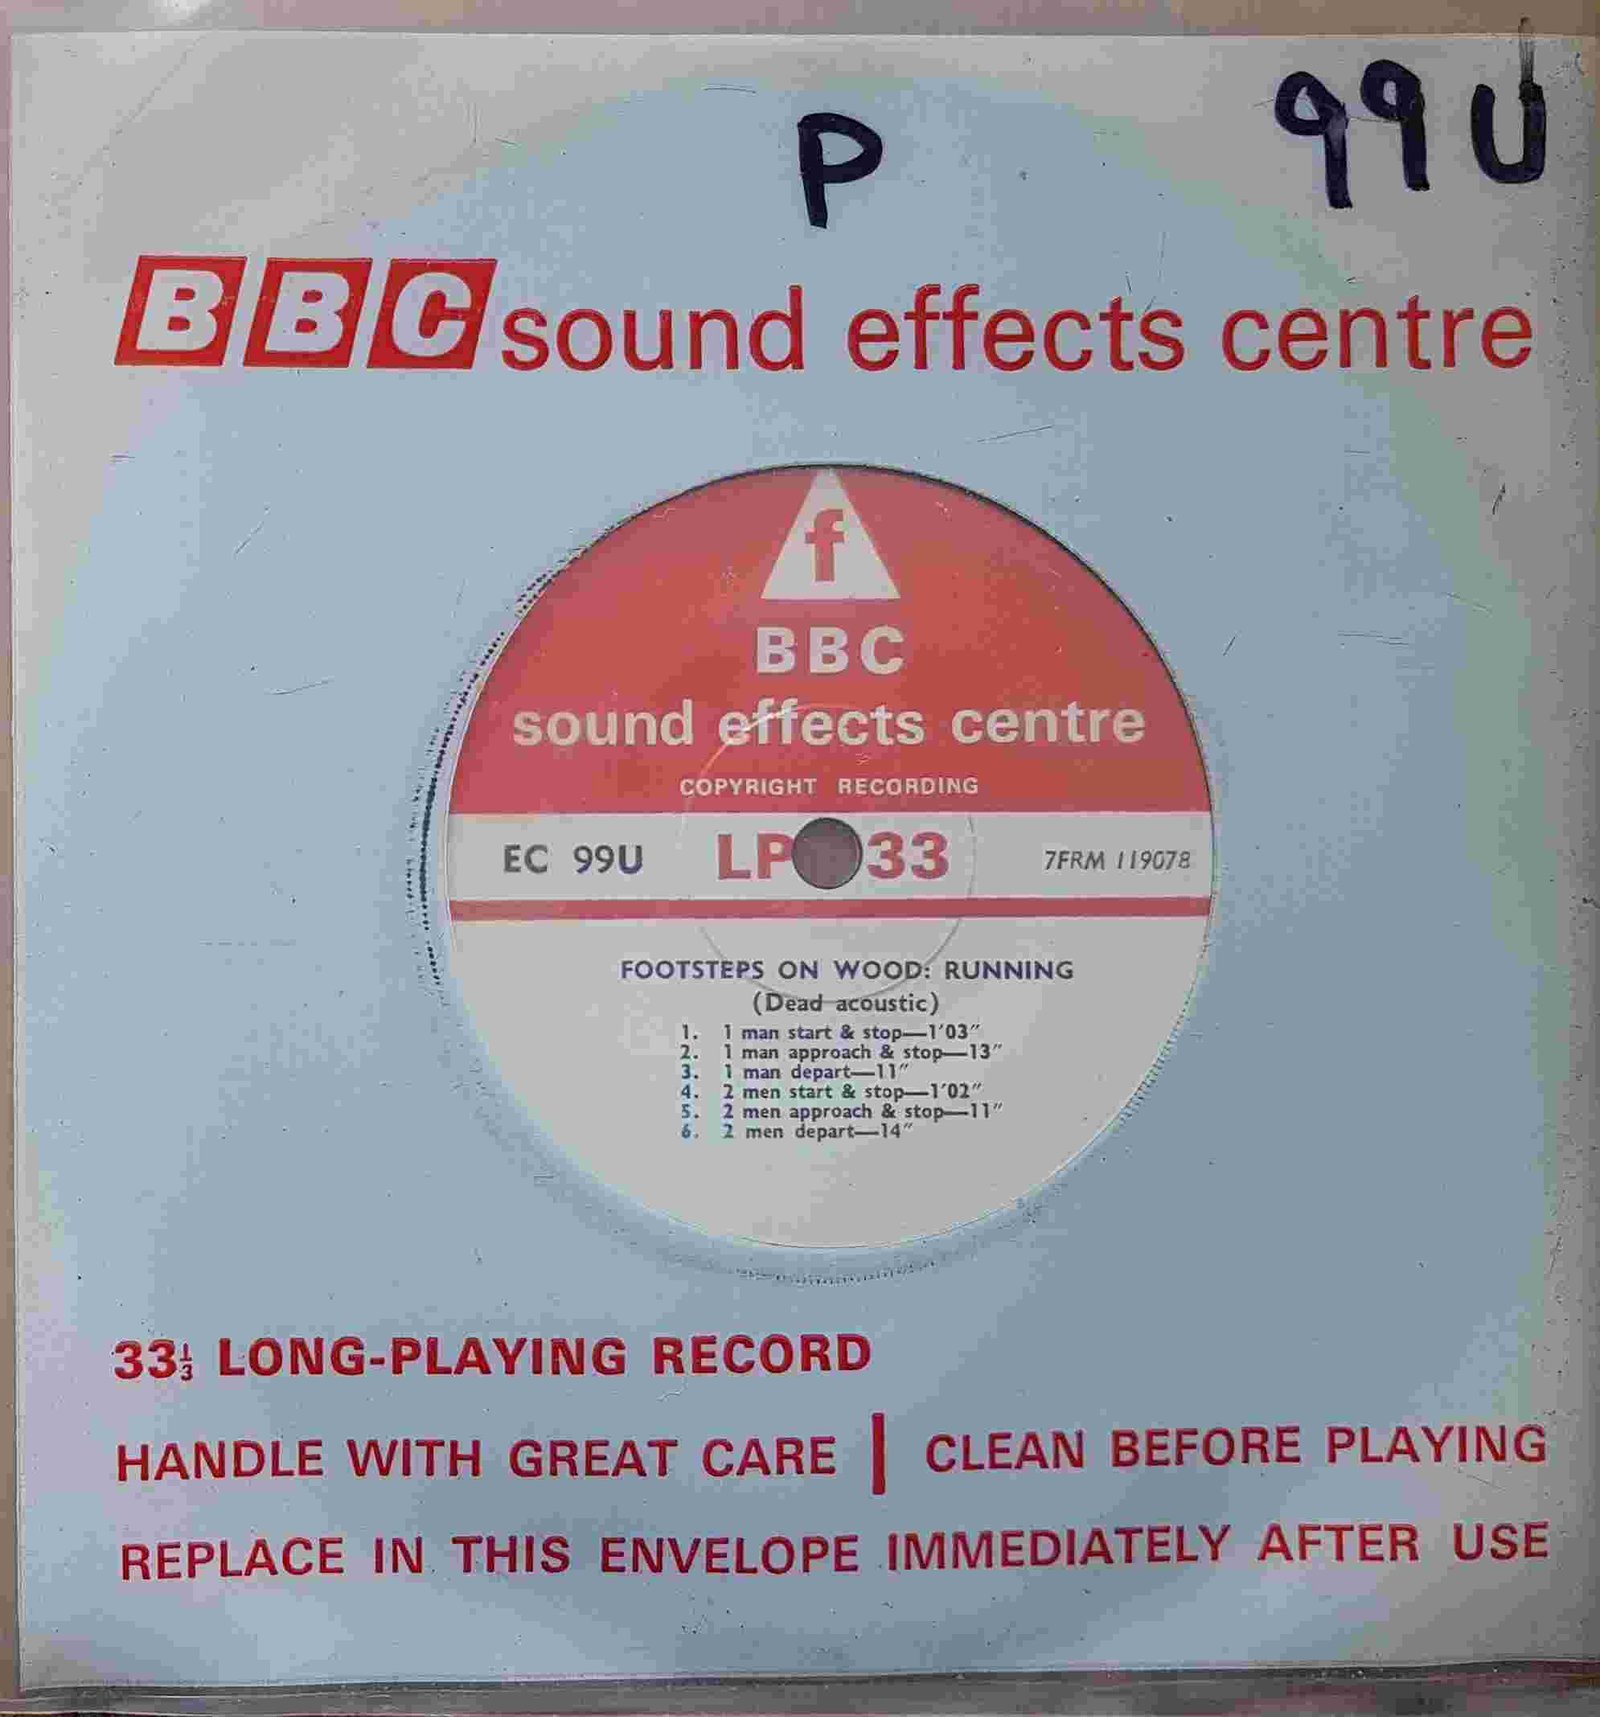 P
99U
BBC sound effects centre
f
BBC
sound effects centre
COPYRIGHT RECORDING
EC 99U LP 33 7FRM 119078
FOOTSTEPS ON WOOD: RUNNING
(Dead acoustic)
1. 1 man start & stop—1′03″
2. 1 man approach & stop—13″
3. 1 man depart—11″
4. 2 men start & stop—1′02″
5. 2 men approach & stop—11″
6. 2 men depart—14″
33⅓ LONG-PLAYING RECORD
HANDLE WITH GREAT CARE | CLEAN BEFORE PLAYING
REPLACE IN THIS ENVELOPE IMMEDIATELY AFTER USE